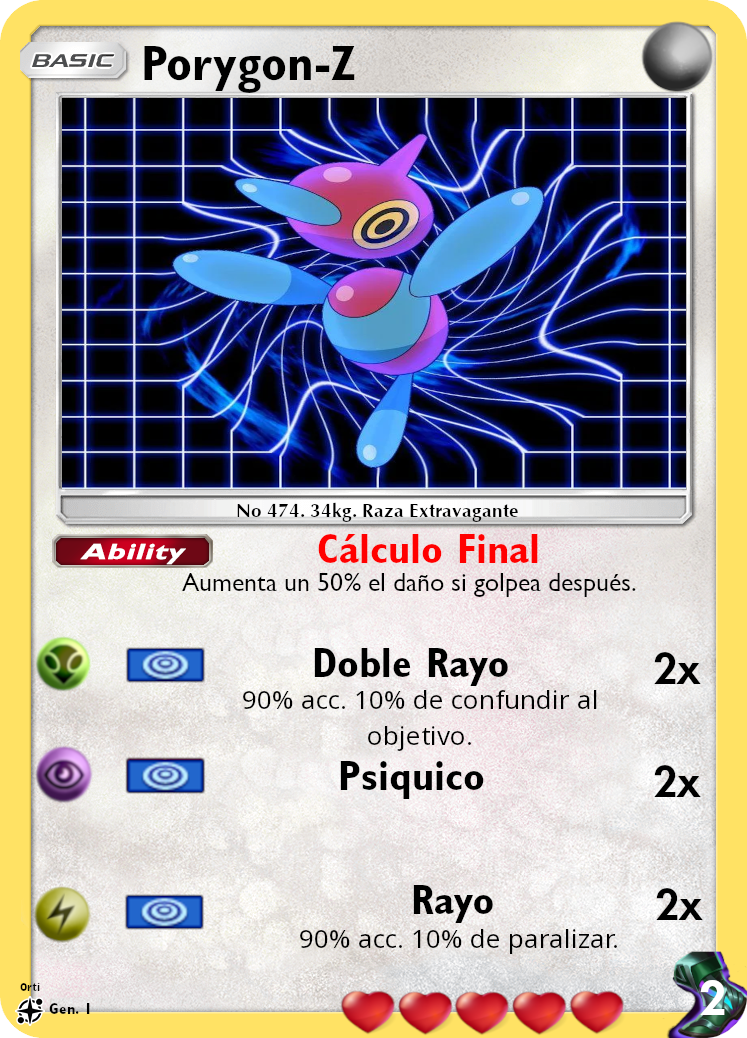 BASIC Porygon-Z
No 474. 34kg. Raza Extravagante
Ability Cálculo Final
Aumenta un 50% el daño si golpea después.
Doble Rayo 2x
90% acc. 10% de confundir al
objetivo.
Psiquico 2x
Rayo 2x
90% acc. 10% de paralizar.
Orti
Gen. 1
2